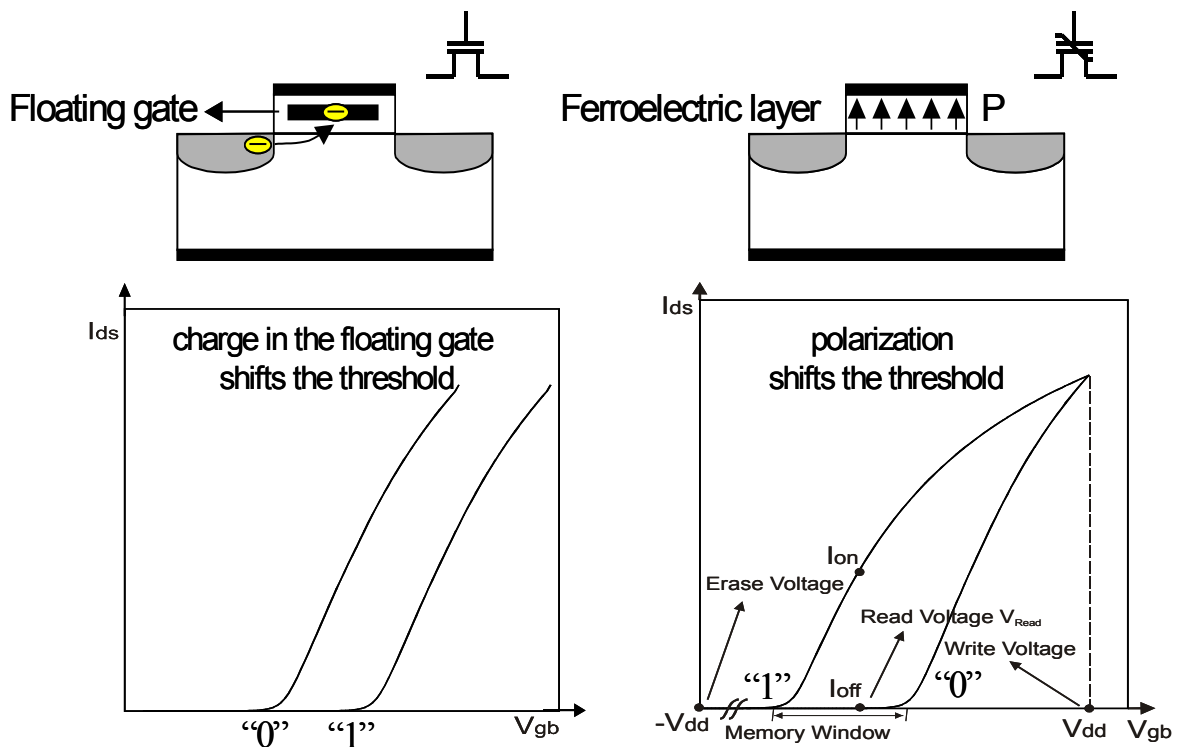 Floating gate
−
−
Ferroelectric layer
P
Ids
charge in the floating gate
shifts the threshold
“0”
“1”
Vgb
Ids
polarization
shifts the threshold
Ion
Erase Voltage
Read Voltage VRead
Write Voltage
“1”
Ioff
“0”
-Vdd
Memory Window
Vdd
Vgb